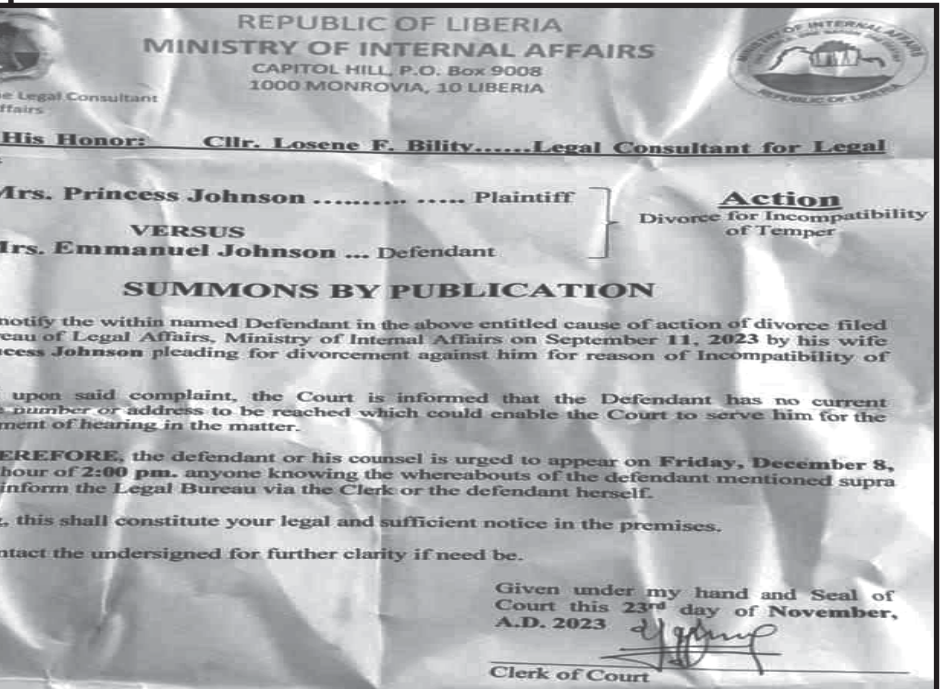 REPUBLIC OF LIBERIA
MINISTRY OF INTERNAL AFFAIRS
CAPITOL HILL, P.O. Box 9008
1000 MONROVIA, 10 LIBERIA
MINISTRY OF INTERNAL AFFAIRS
REPUBLIC OF LIBERIA
e Legal Consultant
ffairs
His Honor: Cllr. Losene F. Bility......Legal Consultant for Legal
Mrs. Princess Johnson .......... ..... Plaintiff
VERSUS
Mrs. Emmanuel Johnson ... Defendant
Action
Divorce for Incompatibility
of Temper
SUMMONS BY PUBLICATION
notify the within named Defendant in the above entitled cause of action of divorce filed
eau of Legal Affairs, Ministry of Internal Affairs on September 11, 2023 by his wife
ncess Johnson pleading for divorcement against him for reason of Incompatibility of
upon said complaint, the Court is informed that the Defendant has no current
number or address to be reached which could enable the Court to serve him for the
ment of hearing in the matter.
EREFORE, the defendant or his counsel is urged to appear on Friday, December 8,
hour of 2:00 pm. anyone knowing the whereabouts of the defendant mentioned supra
inform the Legal Bureau via the Clerk or the defendant herself.
, this shall constitute your legal and sufficient notice in the premises.
ntact the undersigned for further clarity if need be.
Given under my hand and Seal of
Court this 23rd day of November,
A.D. 2023
Clerk of Court